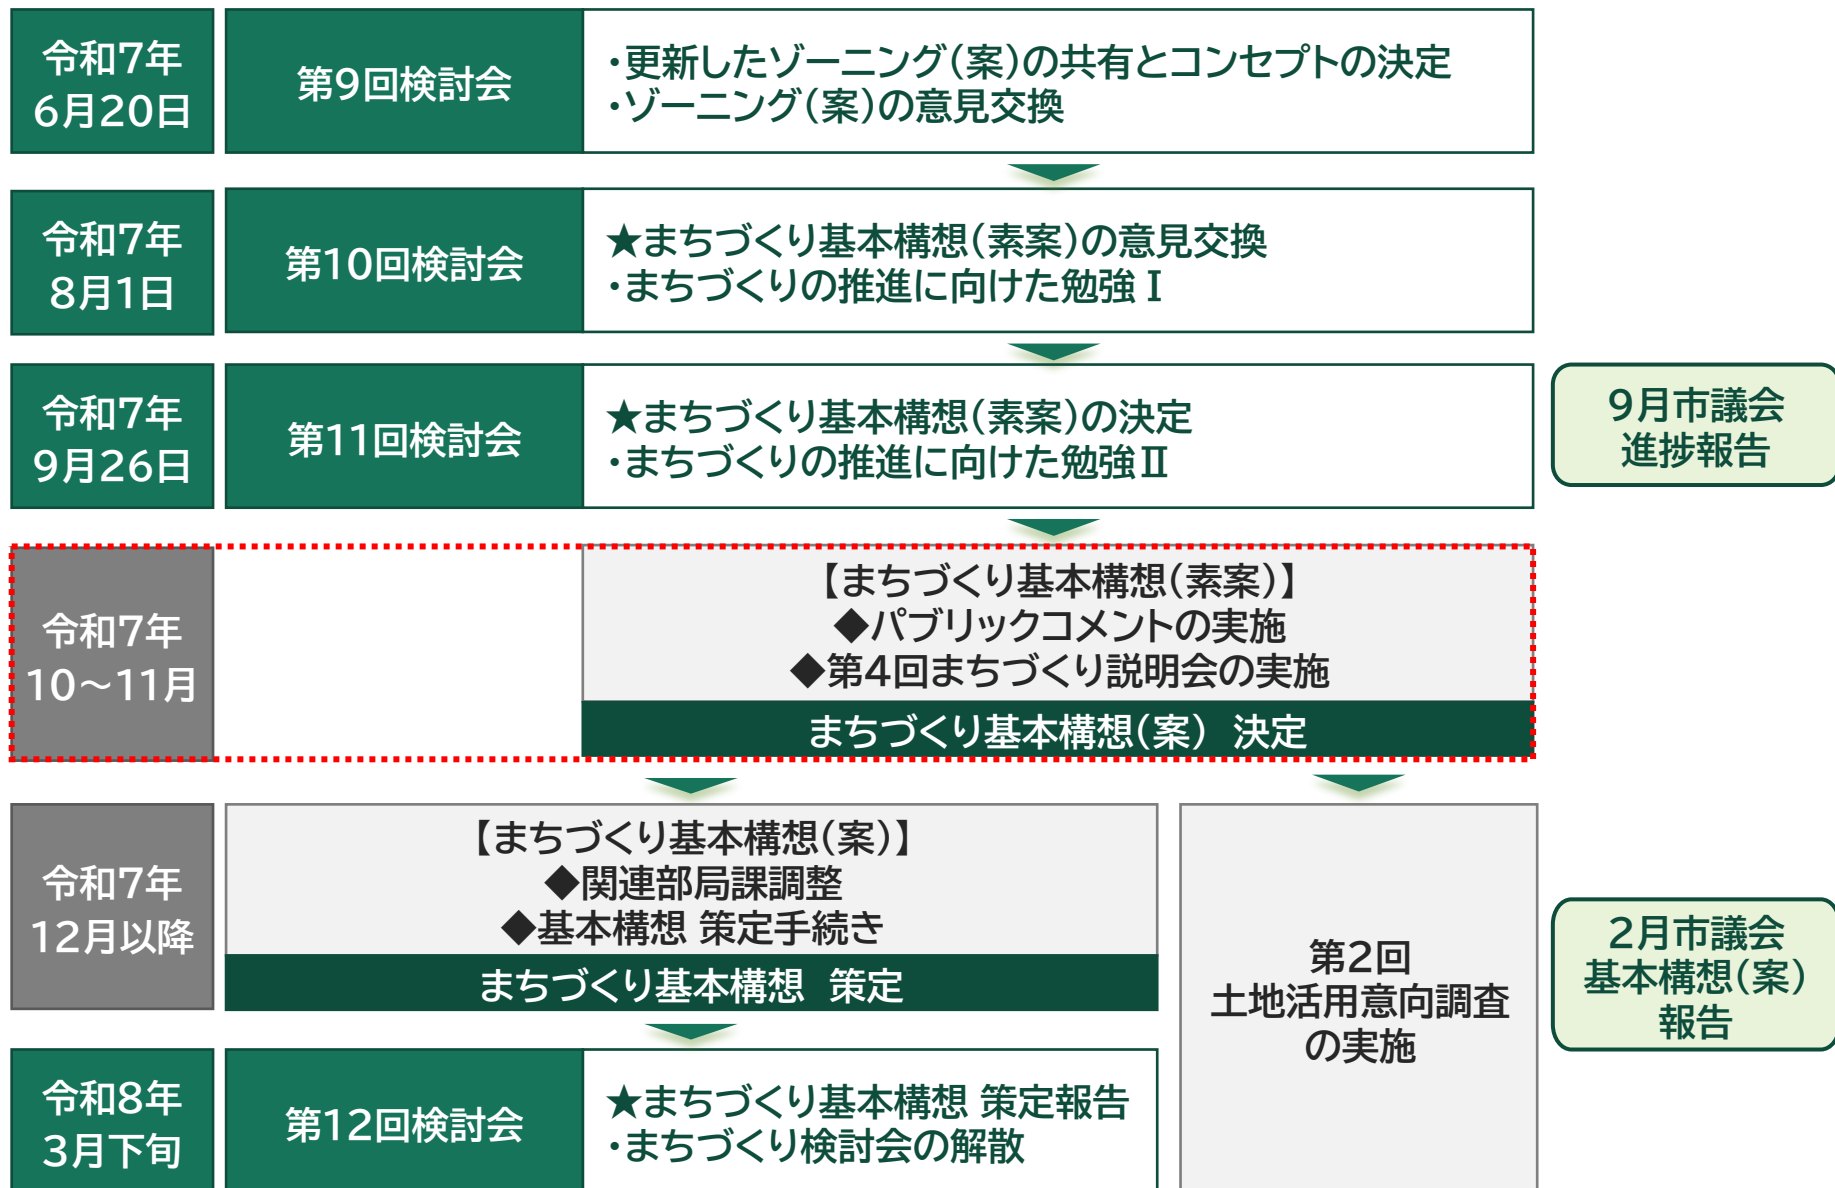 令和7年
6月20日
第9回検討会
・更新したゾーニング(案)の共有とコンセプトの決定
・ゾーニング(案)の意見交換
令和7年
8月1日
第10回検討会
★まちづくり基本構想(素案)の意見交換
・まちづくりの推進に向けた勉強Ⅰ
令和7年
9月26日
第11回検討会
★まちづくり基本構想(素案)の決定
・まちづくりの推進に向けた勉強Ⅱ
9月市議会
進捗報告
令和7年
10～11月
【まちづくり基本構想(素案)】
◆パブリックコメントの実施
◆第4回まちづくり説明会の実施
まちづくり基本構想(案) 決定
令和7年
12月以降
【まちづくり基本構想(案)】
◆関連部局課調整
◆基本構想 策定手続き
まちづくり基本構想 策定
第2回
土地活用意向調査
の実施
2月市議会
基本構想(案)
報告
令和8年
3月下旬
第12回検討会
★まちづくり基本構想 策定報告
・まちづくり検討会の解散